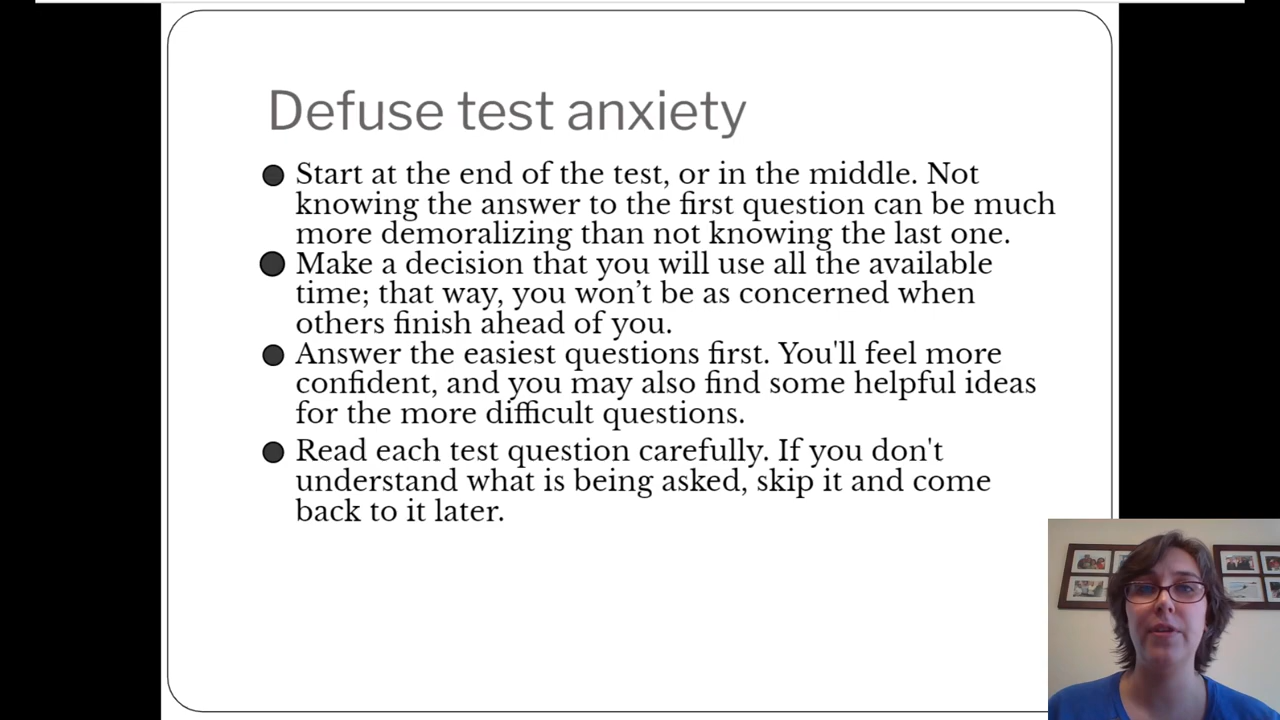 Defuse test anxiety
● Start at the end of the test, or in the middle. Not
knowing the answer to the first question can be much
more demoralizing than not knowing the last one.
● Make a decision that you will use all the available
time; that way, you won’t be as concerned when
others finish ahead of you.
● Answer the easiest questions first. You'll feel more
confident, and you may also find some helpful ideas
for the more difficult questions.
● Read each test question carefully. If you don't
understand what is being asked, skip it and come
back to it later.